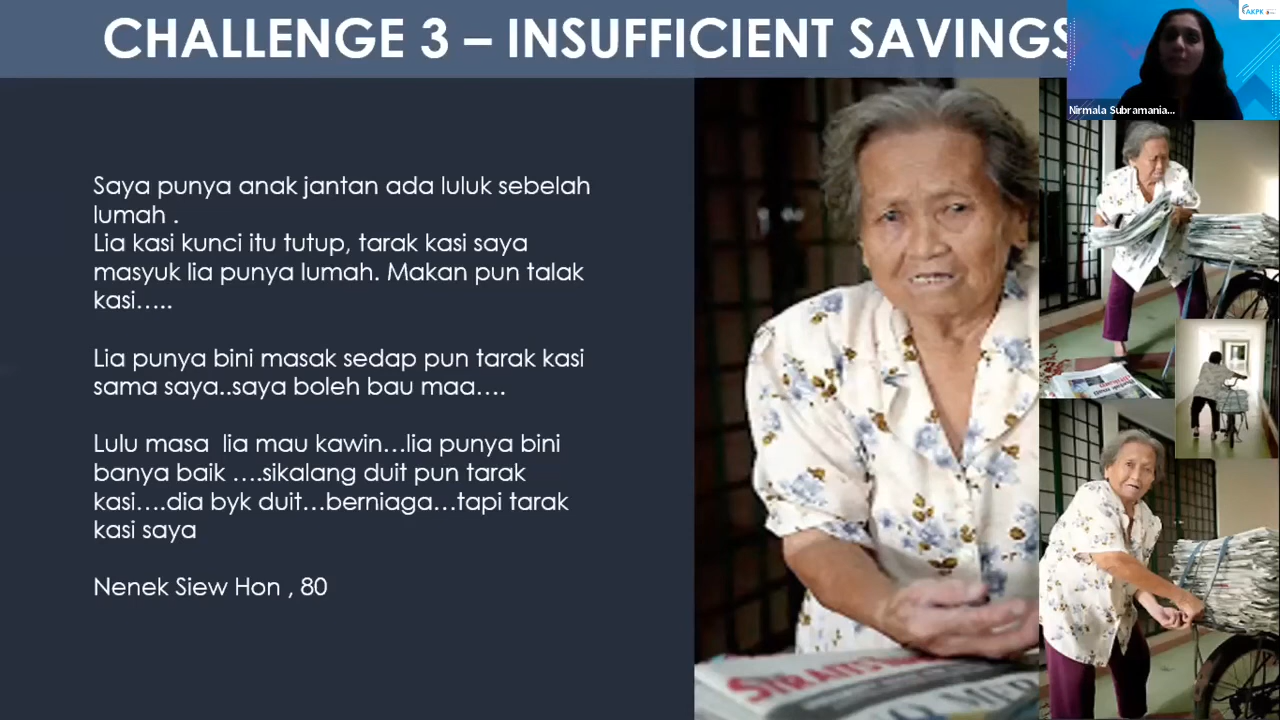 CHALLENGE 3 – INSUFFICIENT SAVINGS
AKPK
Nirmala Subramania...
Saya punya anak jantan ada luluk sebelah
lumah .
Lia kasi kunci itu tutup, tarak kasi saya
masyuk lia punya lumah. Makan pun talak
kasi…..
Lia punya bini masak sedap pun tarak kasi
sama saya..saya boleh bau maa….
Lulu masa  lia mau kawin…lia punya bini
banya baik ….sikalang duit pun tarak
kasi….dia byk duit…berniaga…tapi tarak
kasi saya
Nenek Siew Hon , 80
STRAITS